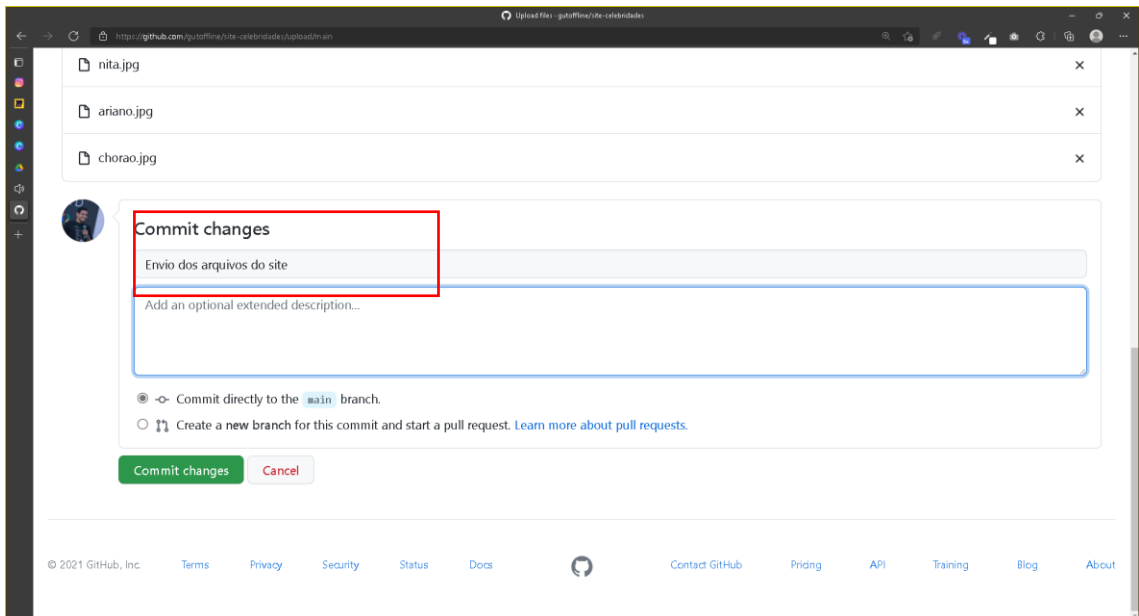 Upload files - gutoffline/site-celebridades
https://github.com/gutoffline/site-celebridades/upload/main
nita.jpg
ariano.jpg
chorao.jpg
Commit changes
Envio dos arquivos do site
Add an optional extended description...
Commit directly to the main branch.
Create a new branch for this commit and start a pull request. Learn more about pull requests.
Commit changes Cancel
© 2021 GitHub, Inc. Terms Privacy Security Status Docs Contact GitHub Pricing API Training Blog About